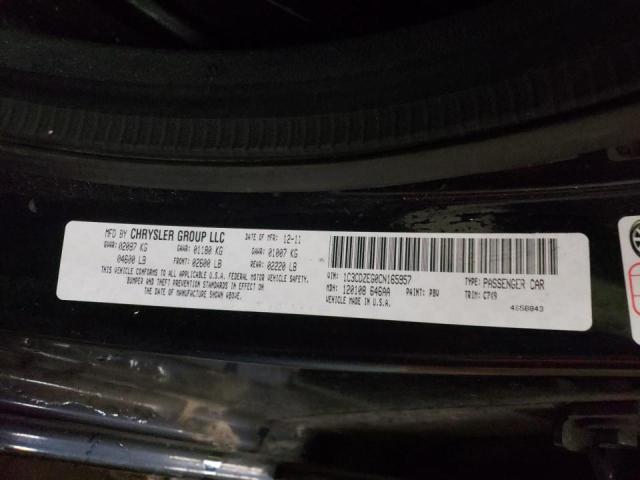 MFD BY CHRYSLER GROUP LLC
DATE OF MFR: 12-11
GVWR: 02087 KG
GAWR: 01180 KG
GAWR: 01007 KG
04600 LB
FRONT: 02600 LB
REAR: 02220 LB
THIS VEHICLE CONFORMS TO ALL APPLICABLE U.S.A. FEDERAL MOTOR VEHICLE SAFETY,
BUMPER AND THEFT PREVENTION STANDARDS IN EFFECT ON
THE DATE OF MANUFACTURE SHOWN ABOVE.
VIN: 1C3CDZEG0CN165957
TYPE: PASSENGER CAR
MDH: 120108 646AA
PAINT: PBV
TRIM: C7X9
VEHICLE MADE IN U.S.A.
4658843